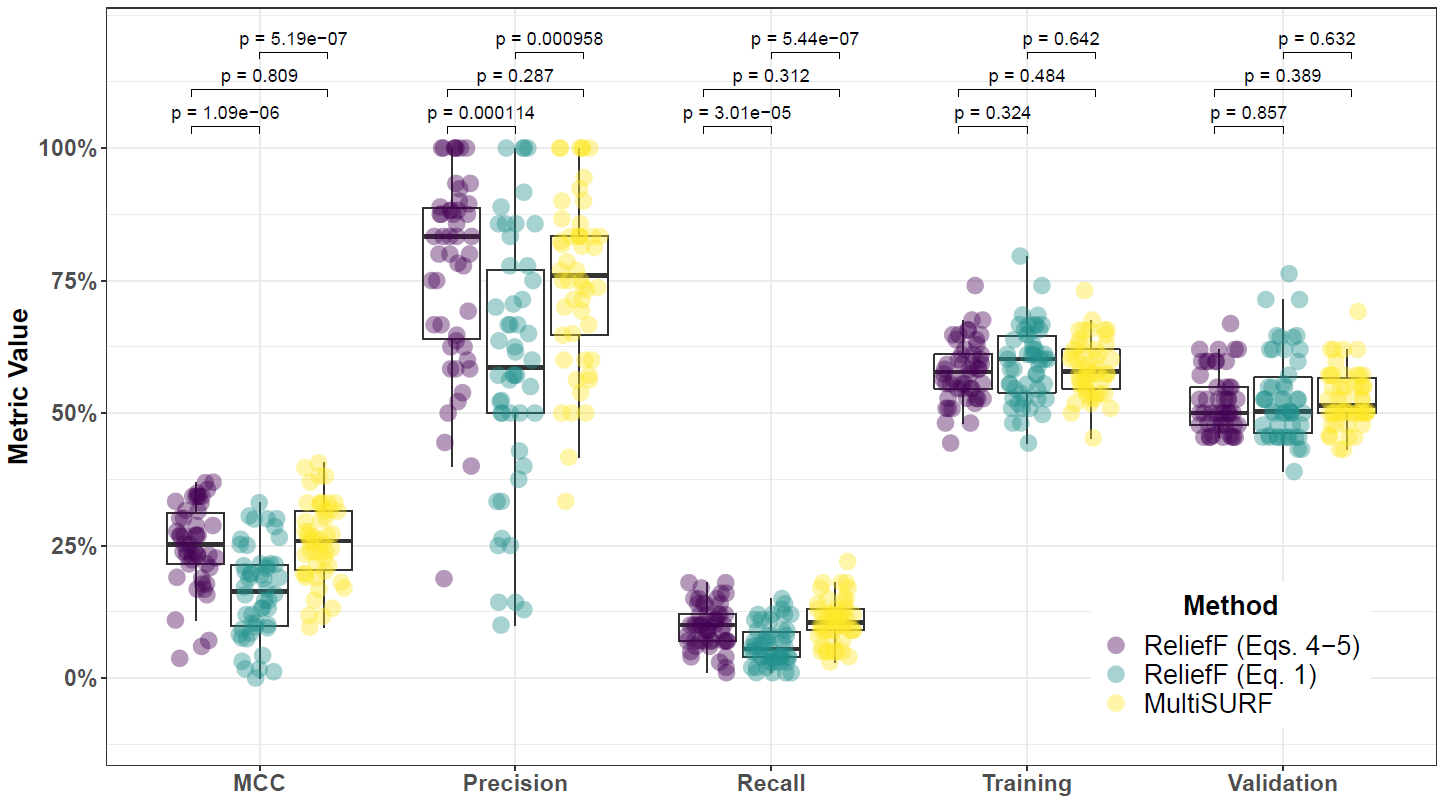 p = 5.19e−07 p = 0.000958 p = 5.44e−07 p = 0.642 p = 0.632
p = 0.809 p = 0.287 p = 0.312 p = 0.484 p = 0.389
p = 1.09e−06 p = 0.000114 p = 3.01e−05 p = 0.324 p = 0.857
100%
75%
50%
25%
0%
Metric Value
Method
ReliefF (Eqs. 4−5)
ReliefF (Eq. 1)
MultiSURF
MCC Precision Recall Training Validation